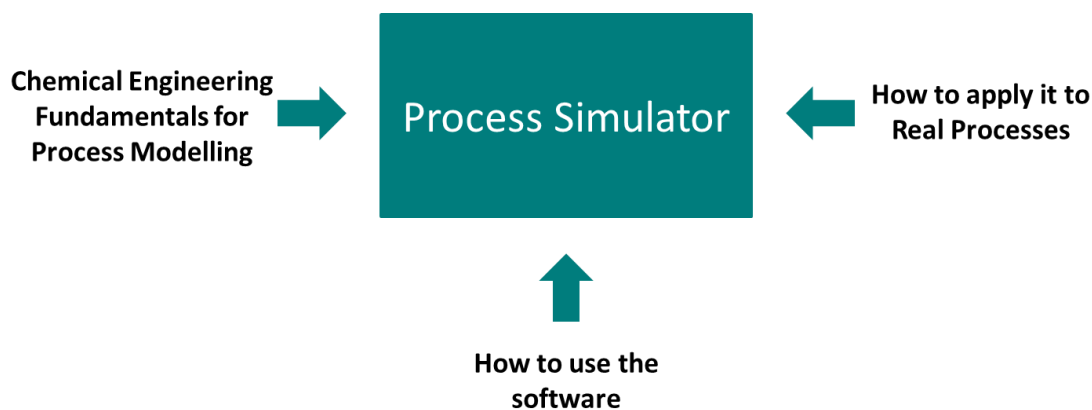 Chemical Engineering
Fundamentals for
Process Modelling
Process Simulator
How to apply it to
Real Processes
How to use the
software